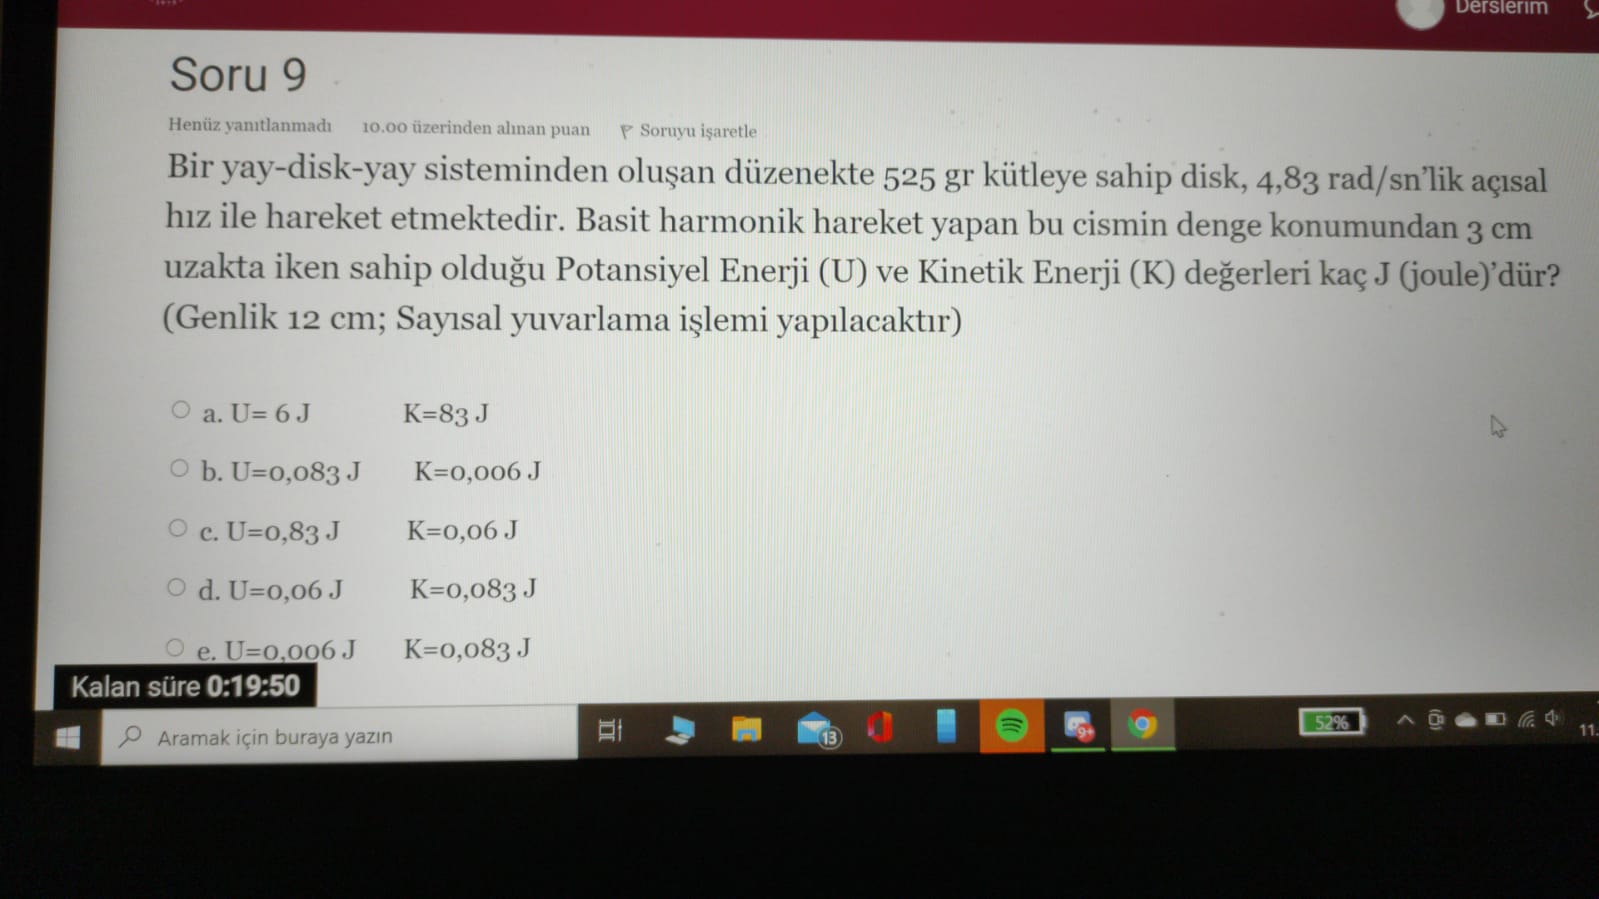 Derslerim
Soru 9
Henüz yanıtlanmadı 10.00 üzerinden alınan puan Soruyu işaretle
Bir yay-disk-yay sisteminden oluşan düzenekte 525 gr kütleye sahip disk, 4,83 rad/sn'lik açısal
hız ile hareket etmektedir. Basit harmonik hareket yapan bu cismin denge konumundan 3 cm
uzakta iken sahip olduğu Potansiyel Enerji (U) ve Kinetik Enerji (K) değerleri kaç J (joule)'dür?
(Genlik 12 cm; Sayısal yuvarlama işlemi yapılacaktır)
a. U= 6 J K=83 J
b. U=0,083 J K=0,006 J
c. U=0,83 J K=0,06 J
d. U=0,06 J K=0,083 J
e. U=0,006 J K=0,083 J
Kalan süre 0:19:50
Aramak için buraya yazın
13
9+
52%
11.